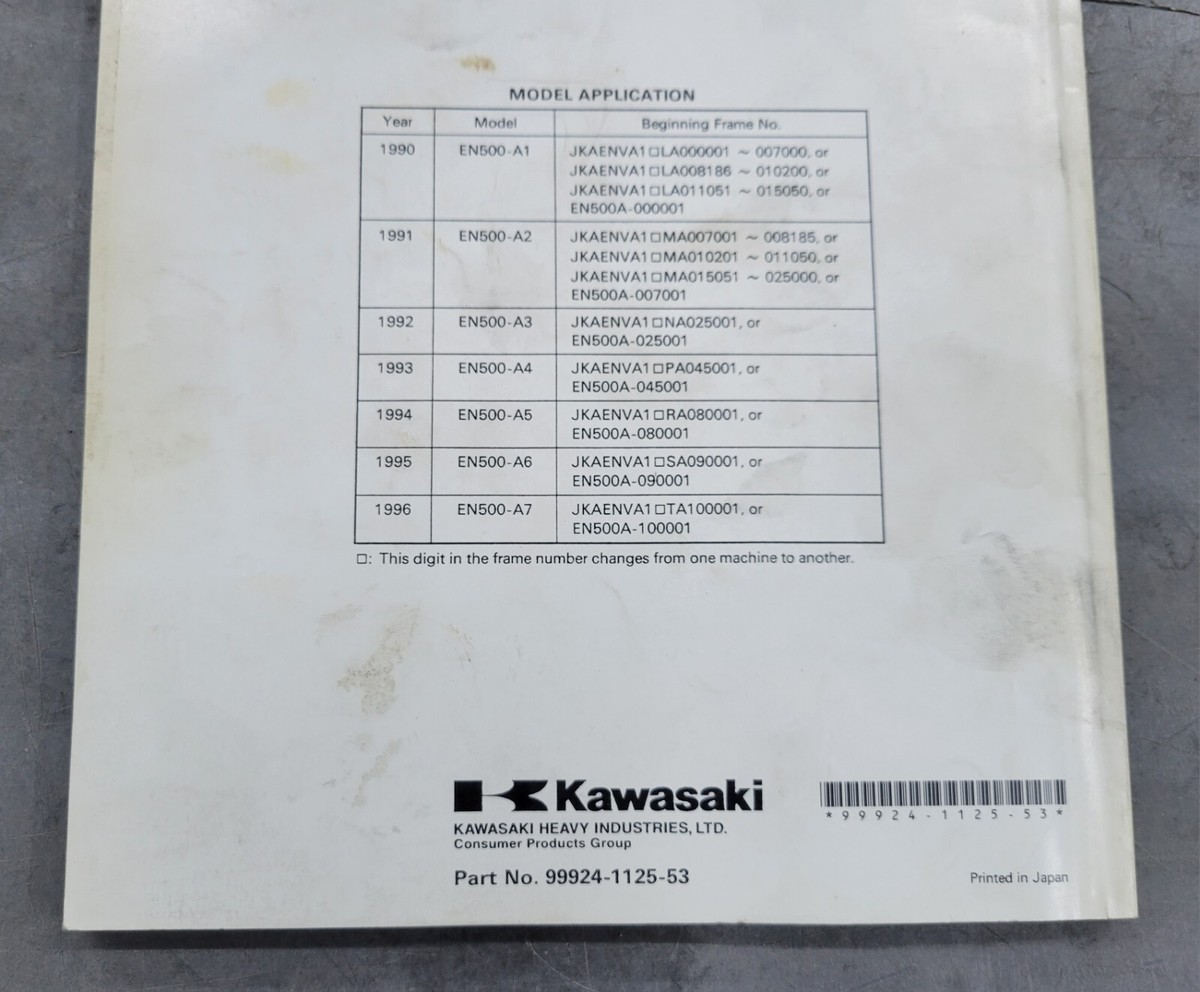 MODEL APPLICATION
Year Model Beginning Frame No.
1990 EN500-A1 JKAENVA1□LA000001 ~ 007000, or
JKAENVA1□LA008186 ~ 010200, or
JKAENVA1□LA011051 ~ 015050, or
EN500A-000001
1991 EN500-A2 JKAENVA1□MA007001 ~ 008185, or
JKAENVA1□MA010201 ~ 011050, or
JKAENVA1□MA015051 ~ 025000, or
EN500A-007001
1992 EN500-A3 JKAENVA1□NA025001, or
EN500A-025001
1993 EN500-A4 JKAENVA1□PA045001, or
EN500A-045001
1994 EN500-A5 JKAENVA1□RA080001, or
EN500A-080001
1995 EN500-A6 JKAENVA1□SA090001, or
EN500A-090001
1996 EN500-A7 JKAENVA1□TA100001, or
EN500A-100001
□: This digit in the frame number changes from one machine to another.
Kawasaki
KAWASAKI HEAVY INDUSTRIES, LTD.
Consumer Products Group
Part No. 99924-1125-53
*99924-1125-53*
Printed in Japan